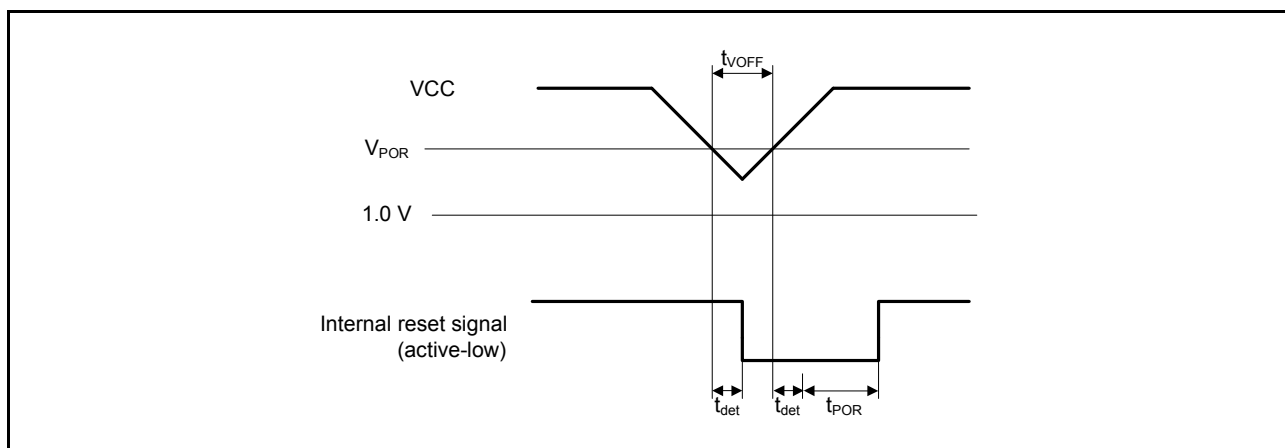 tVOFF
VCC
VPOR
1.0 V
Internal reset signal
(active-low)
tdet tdet tPOR